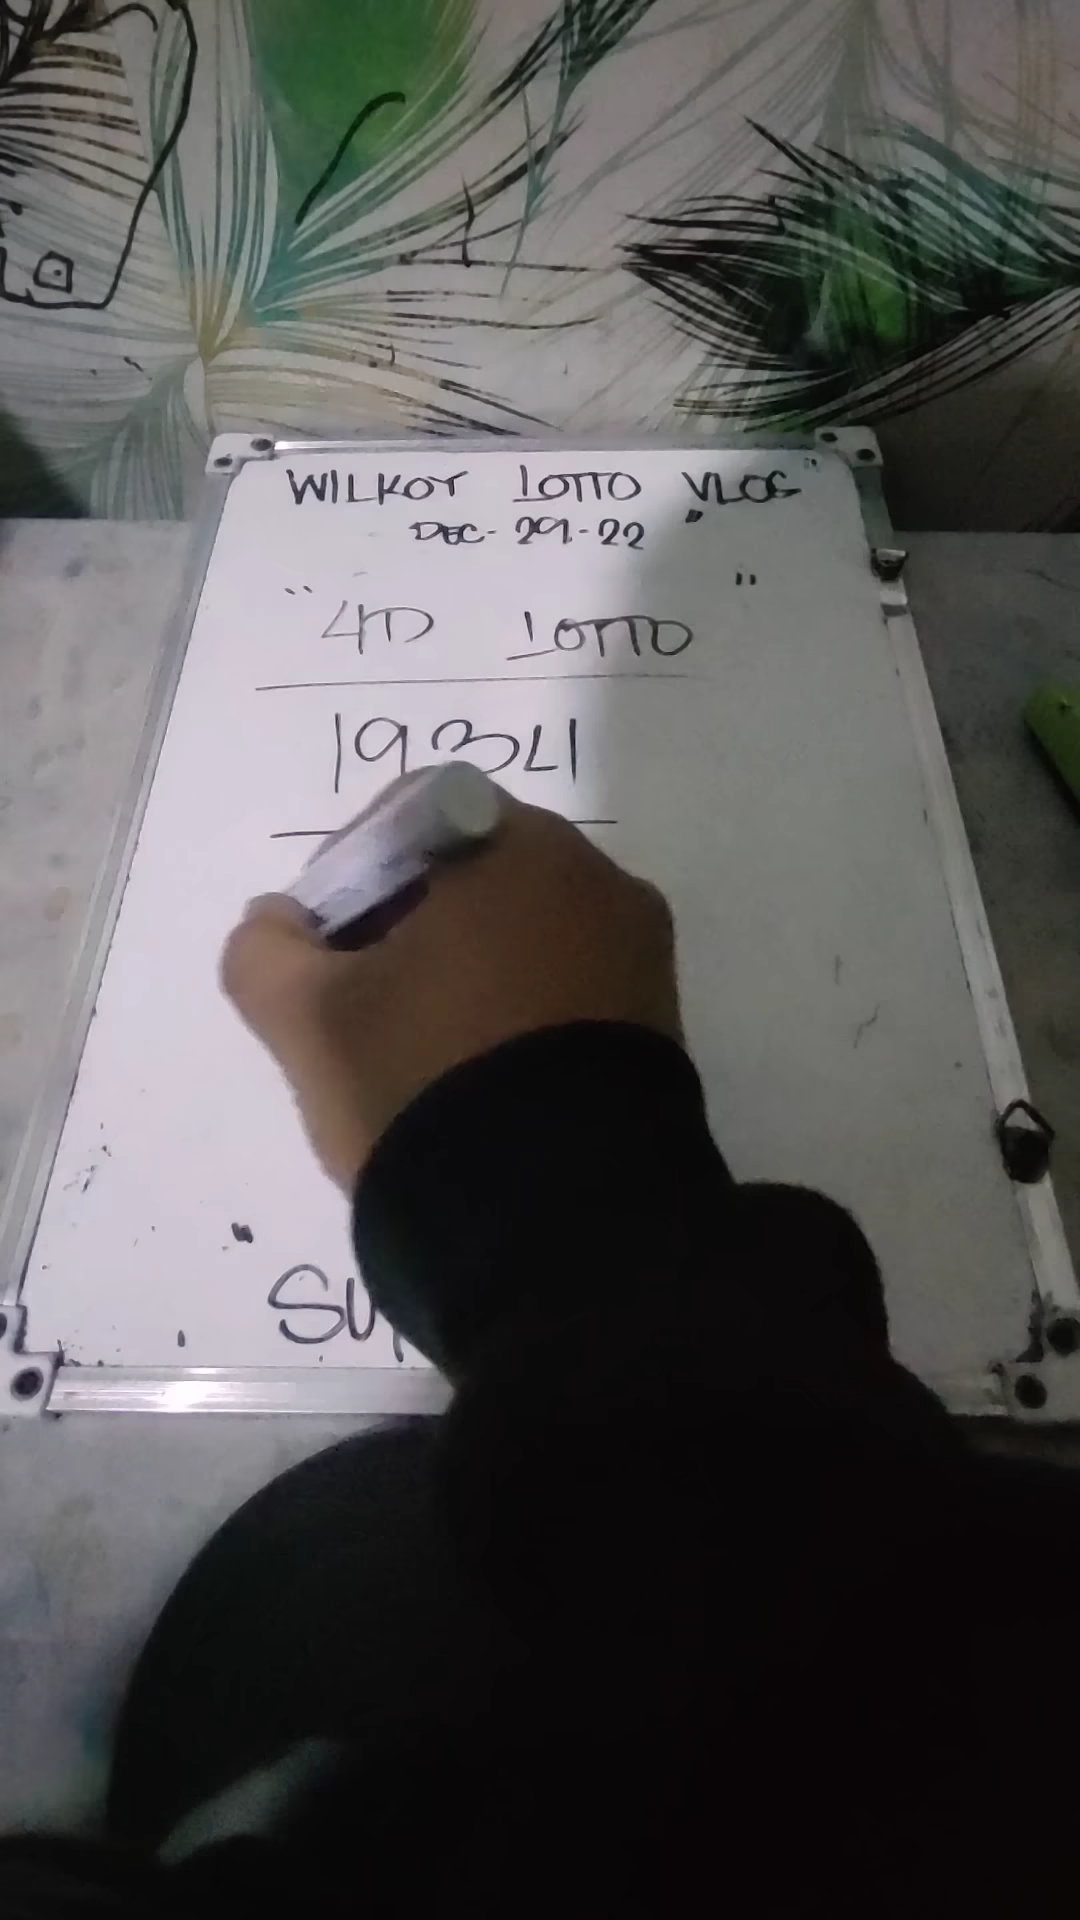 WILKOY LOTTO VLOG"
DEC-29-22 "
"4D LOTTO "
1934
"